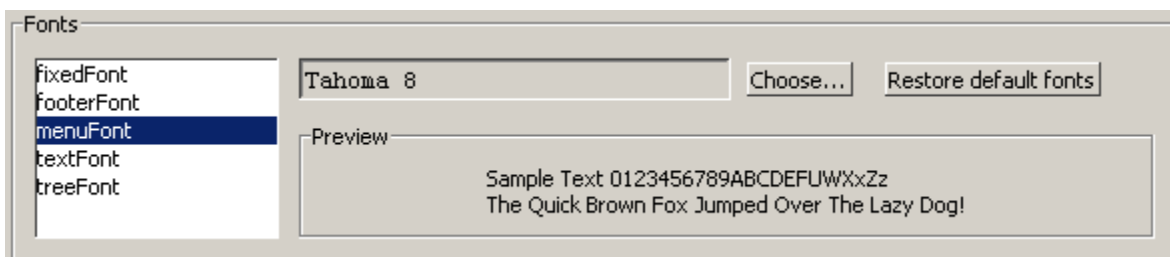 Fonts
fixedFont
footerFont
menuFont
textFont
treeFont
Tahoma 8
Choose...
Restore default fonts
Preview
Sample Text 0123456789ABCDEFUWXxZz
The Quick Brown Fox Jumped Over The Lazy Dog!